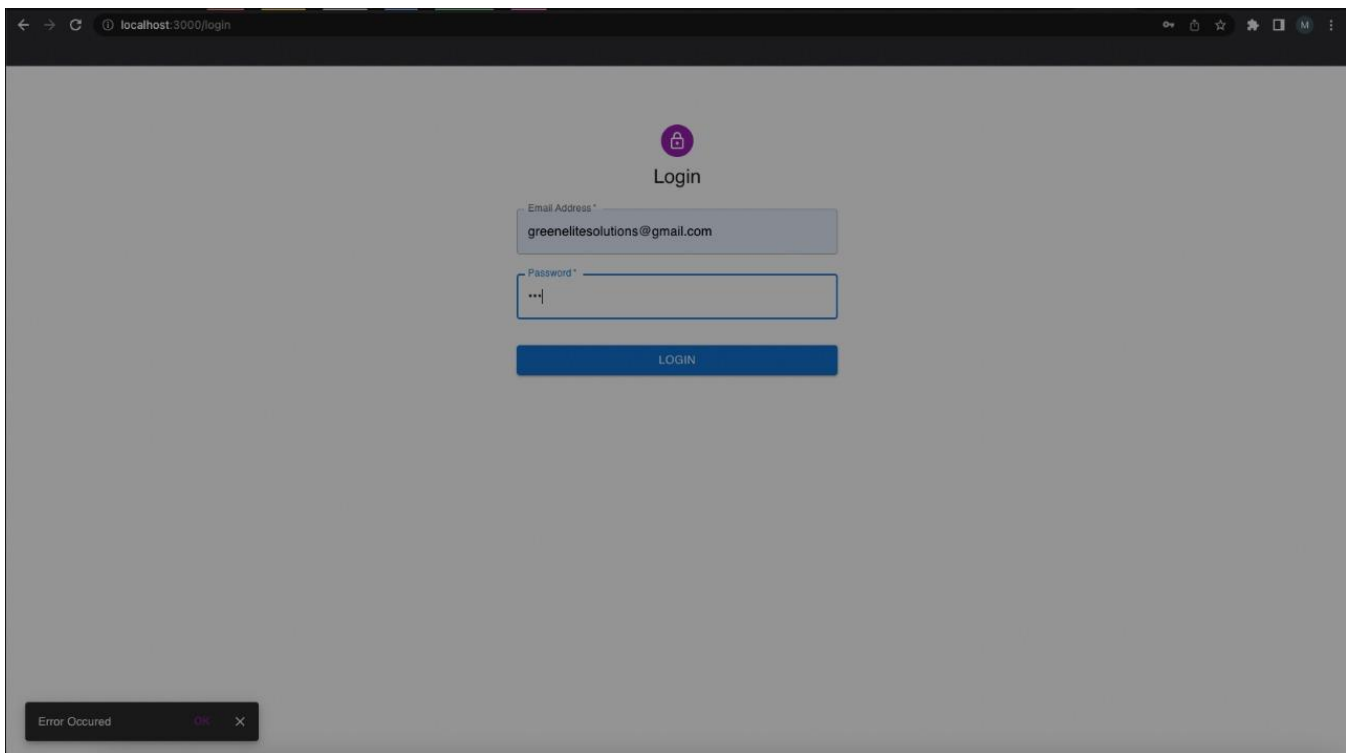 localhost:3000/login
M
Login
Email Address *
greenelitesolutions@gmail.com
Password *
•••
LOGIN
Error Occured OK